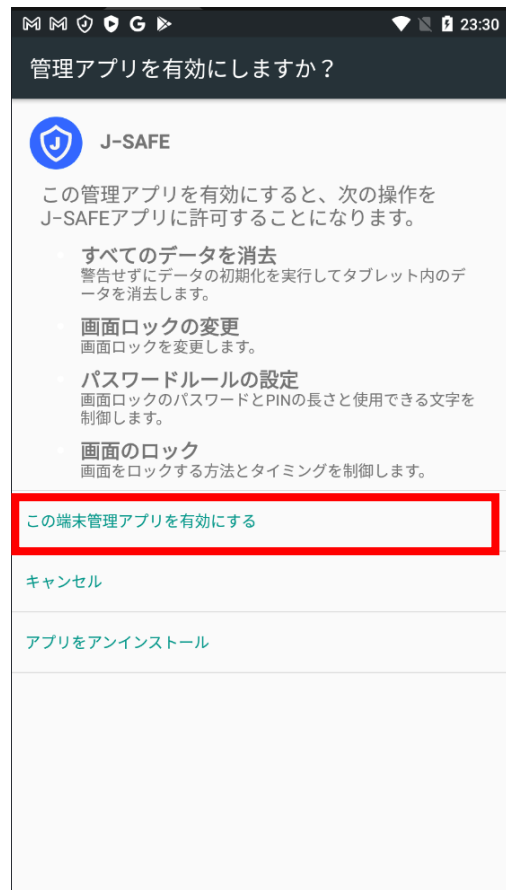 23:30
管理アプリを有効にしますか?
J-SAFE
この管理アプリを有効にすると、次の操作を
J-SAFEアプリに許可することになります。
すべてのデータを消去
警告せずにデータの初期化を実行してタブレット内のデ
ータを消去します。
画面ロックの変更
画面ロックを変更します。
パスワードルールの設定
画面ロックのパスワードとPINの長さと使用できる文字を
制御します。
画面のロック
画面をロックする方法とタイミングを制御します。
この端末管理アプリを有効にする
キャンセル
アプリをアンインストール